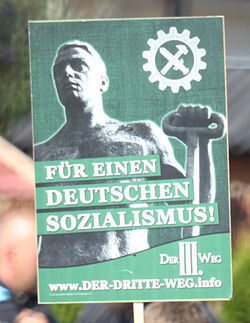 FÜR EINEN
DEUTSCHEN
SOZIALISMUS!
DER III. WEG
WWW.DER-DRITTE-WEG.info